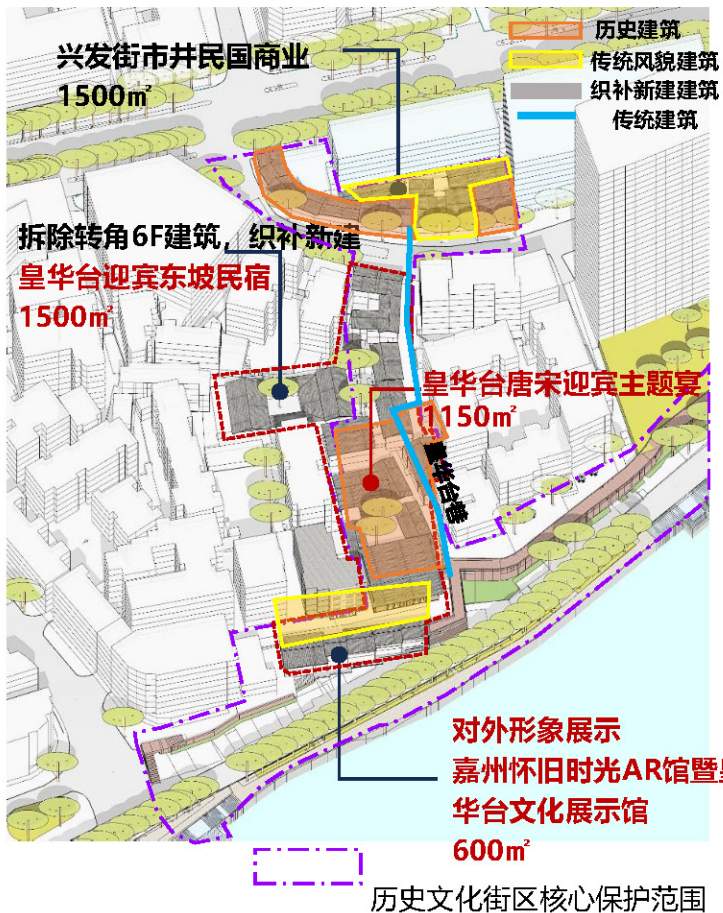 兴发街市井民国商业
1500㎡
历史建筑
传统风貌建筑
织补新建建筑
传统建筑
拆除转角6F建筑，织补新建
皇华台迎宾东坡民宿
1500㎡
皇华台唐宋迎宾主题宴
1150㎡
皇华台巷
对外形象展示
嘉州怀旧时光AR馆暨皇
华台文化展示馆
600㎡
历史文化街区核心保护范围